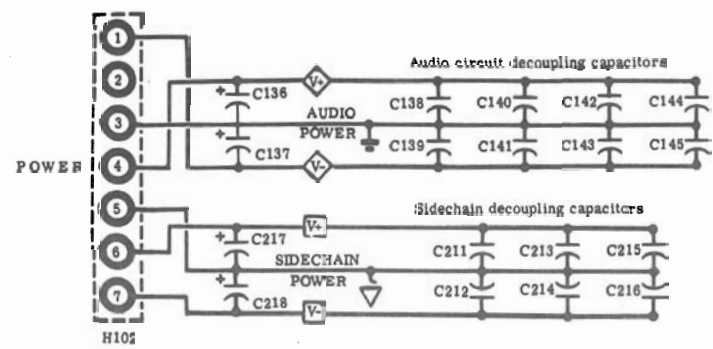 1
Audio circuit decoupling capacitors
2
V+
+ C136
C138 C140 C142 C144
3
AUDIO
POWER
+ C137
C139 C141 C143 C145
POWER
4
V-
5
Sidechain decoupling capacitors
V+
+ C217
6
SIDECHAIN
POWER
C211 C213 C215
+ C218
C212 C214 C216
7
V-
H102